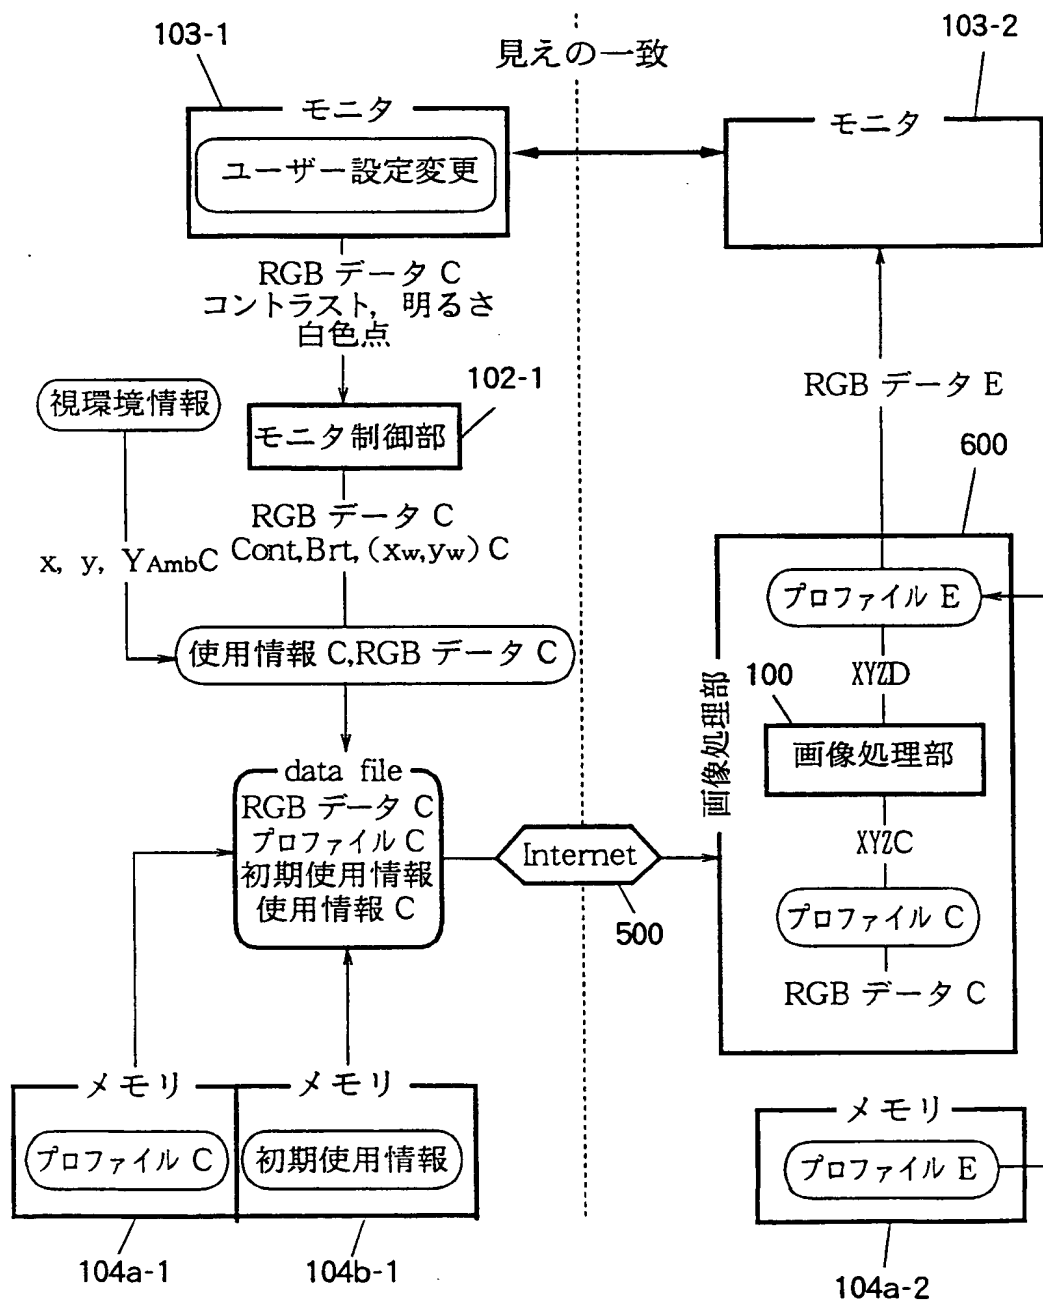 103-1
見えの一致
103-2
モニタ
ユーザー設定変更
モニタ
RGB データ C
コントラスト, 明るさ
白色点
視環境情報
102-1
モニタ制御部
RGB データ C
Cont,Brt, (xw,yw) C
x, y, YAmbC
使用情報 C,RGB データ C
data file
RGB データ C
プロファイル C
初期使用情報
使用情報 C
Internet
500
RGB データ E
600
プロファイル E
XYZD
100
画像処理部
画像処理部
XYZC
プロファイル C
RGB データ C
メモリ
プロファイル C
メモリ
初期使用情報
メモリ
プロファイル E
104a-1
104b-1
104a-2